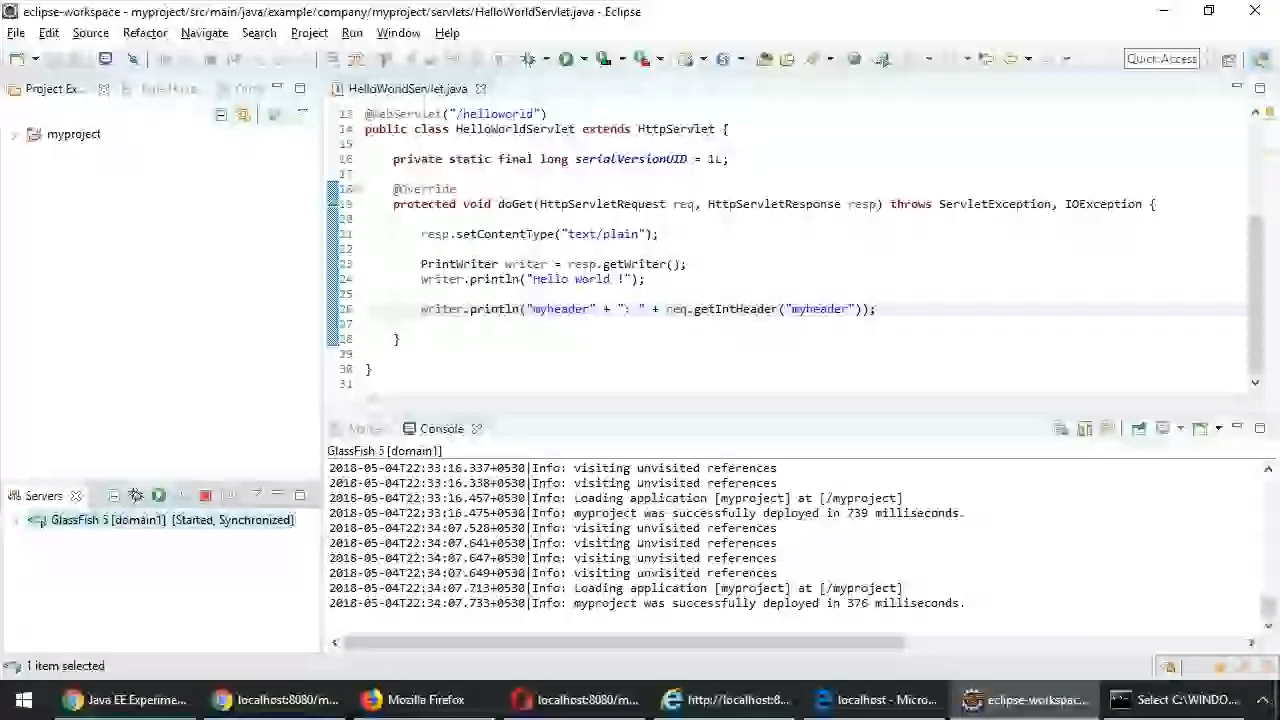 eclipse-workspace - myproject/src/main/java/example/company/myproject/servlets/HelloWorldServlet.java - Eclipse
File Edit Source Refactor Navigate Search Project Run Window Help
Quick Access
Project Ex...
HelloWorldServlet.java
myproject
13 @WebServlet("/helloworld")
14 public class HelloWorldServlet extends HttpServlet {
15
16 private static final long serialVersionUID = 1L;
17
18 @Override
19 protected void doGet(HttpServletRequest req, HttpServletResponse resp) throws ServletException, IOException {
20
21 resp.setContentType("text/plain");
22
23 PrintWriter writer = resp.getWriter();
24 writer.println("Hello World !");
25
26 writer.println("myheader" + ": " + req.getIntHeader("myheader"));
27
28 }
29
30 }
31
Console
GlassFish 5 [domain1]
2018-05-04T22:33:16.337+0530|Info: visiting unvisited references
2018-05-04T22:33:16.338+0530|Info: visiting unvisited references
2018-05-04T22:33:16.457+0530|Info: Loading application [myproject] at [/myproject]
2018-05-04T22:33:16.475+0530|Info: myproject was successfully deployed in 739 milliseconds.
2018-05-04T22:34:07.528+0530|Info: visiting unvisited references
2018-05-04T22:34:07.641+0530|Info: visiting unvisited references
2018-05-04T22:34:07.647+0530|Info: visiting unvisited references
2018-05-04T22:34:07.649+0530|Info: visiting unvisited references
2018-05-04T22:34:07.713+0530|Info: Loading application [myproject] at [/myproject]
2018-05-04T22:34:07.733+0530|Info: myproject was successfully deployed in 376 milliseconds.
Servers
GlassFish 5 [domain1] [Started, Synchronized]
1 item selected
Java EE Experime...
localhost:8080/m...
Mozilla Firefox
localhost:8080/m...
http://localhost:8...
localhost - Micro...
eclipse-workspac...
Select C:\WINDO...